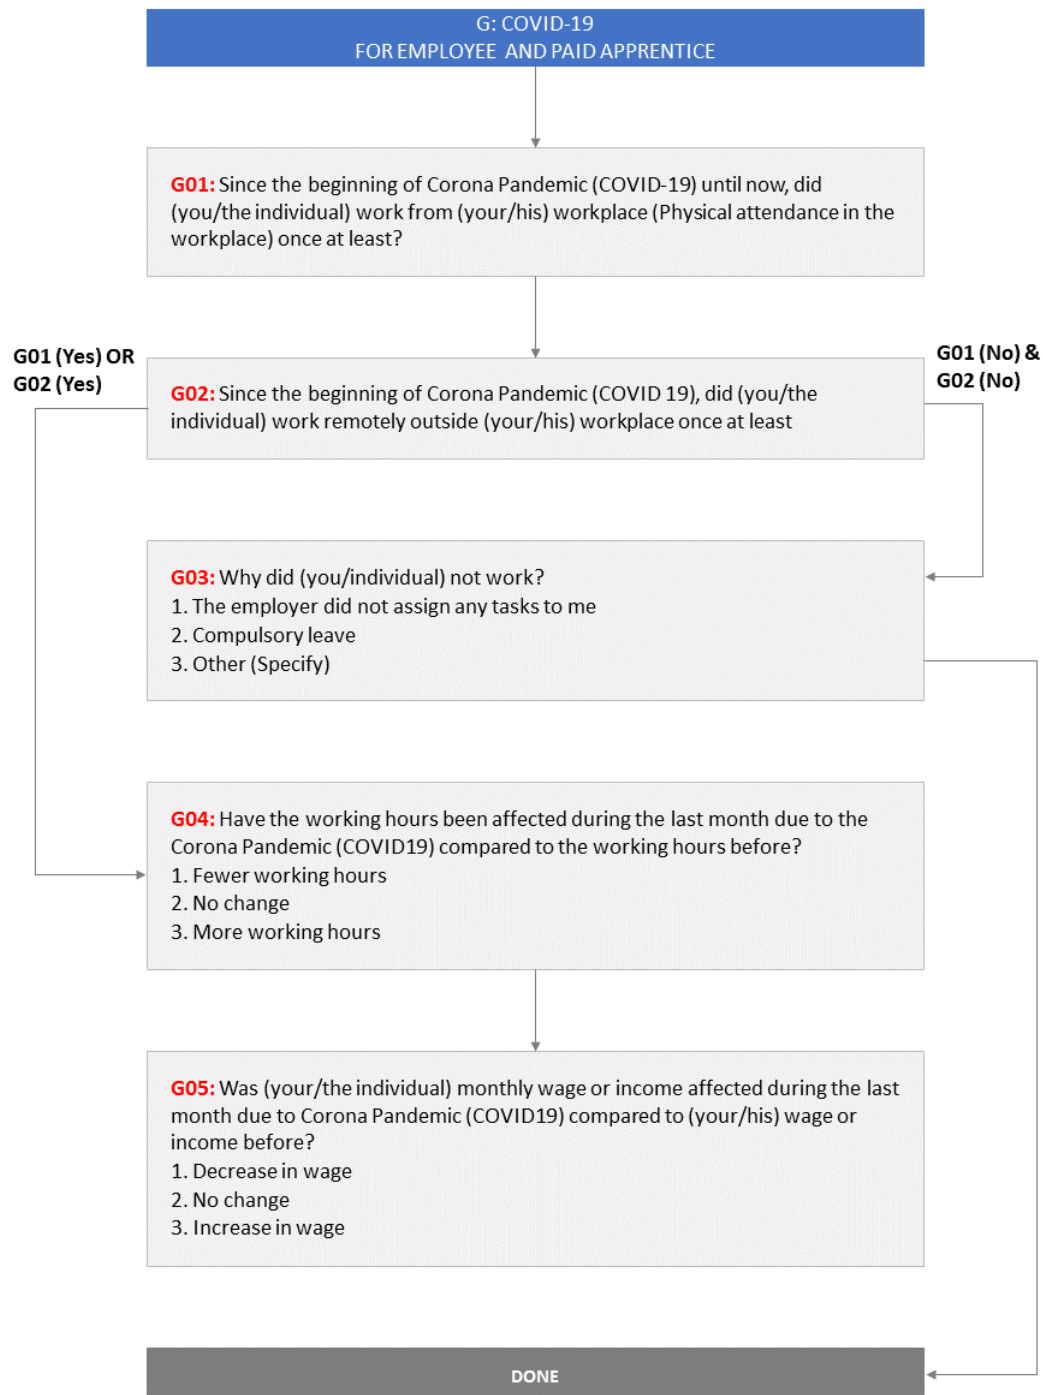 G: COVID-19
FOR EMPLOYEE AND PAID APPRENTICE
G01: Since the beginning of Corona Pandemic (COVID-19) until now, did
(you/the individual) work from (your/his) workplace (Physical attendance in the
workplace) once at least?
G01 (Yes) OR
G02 (Yes)
G01 (No) &
G02 (No)
G02: Since the beginning of Corona Pandemic (COVID 19), did (you/the
individual) work remotely outside (your/his) workplace once at least
G03: Why did (you/individual) not work?
1. The employer did not assign any tasks to me
2. Compulsory leave
3. Other (Specify)
G04: Have the working hours been affected during the last month due to the
Corona Pandemic (COVID19) compared to the working hours before?
1. Fewer working hours
2. No change
3. More working hours
G05: Was (your/the individual) monthly wage or income affected during the last
month due to Corona Pandemic (COVID19) compared to (your/his) wage or
income before?
1. Decrease in wage
2. No change
3. Increase in wage
DONE